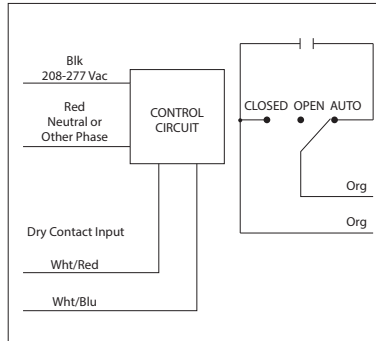 Blk
208-277 Vac
Red
Neutral or
Other Phase
CONTROL
CIRCUIT
CLOSED OPEN AUTO
Org
Org
Dry Contact Input
Wht/Red
Wht/Blu